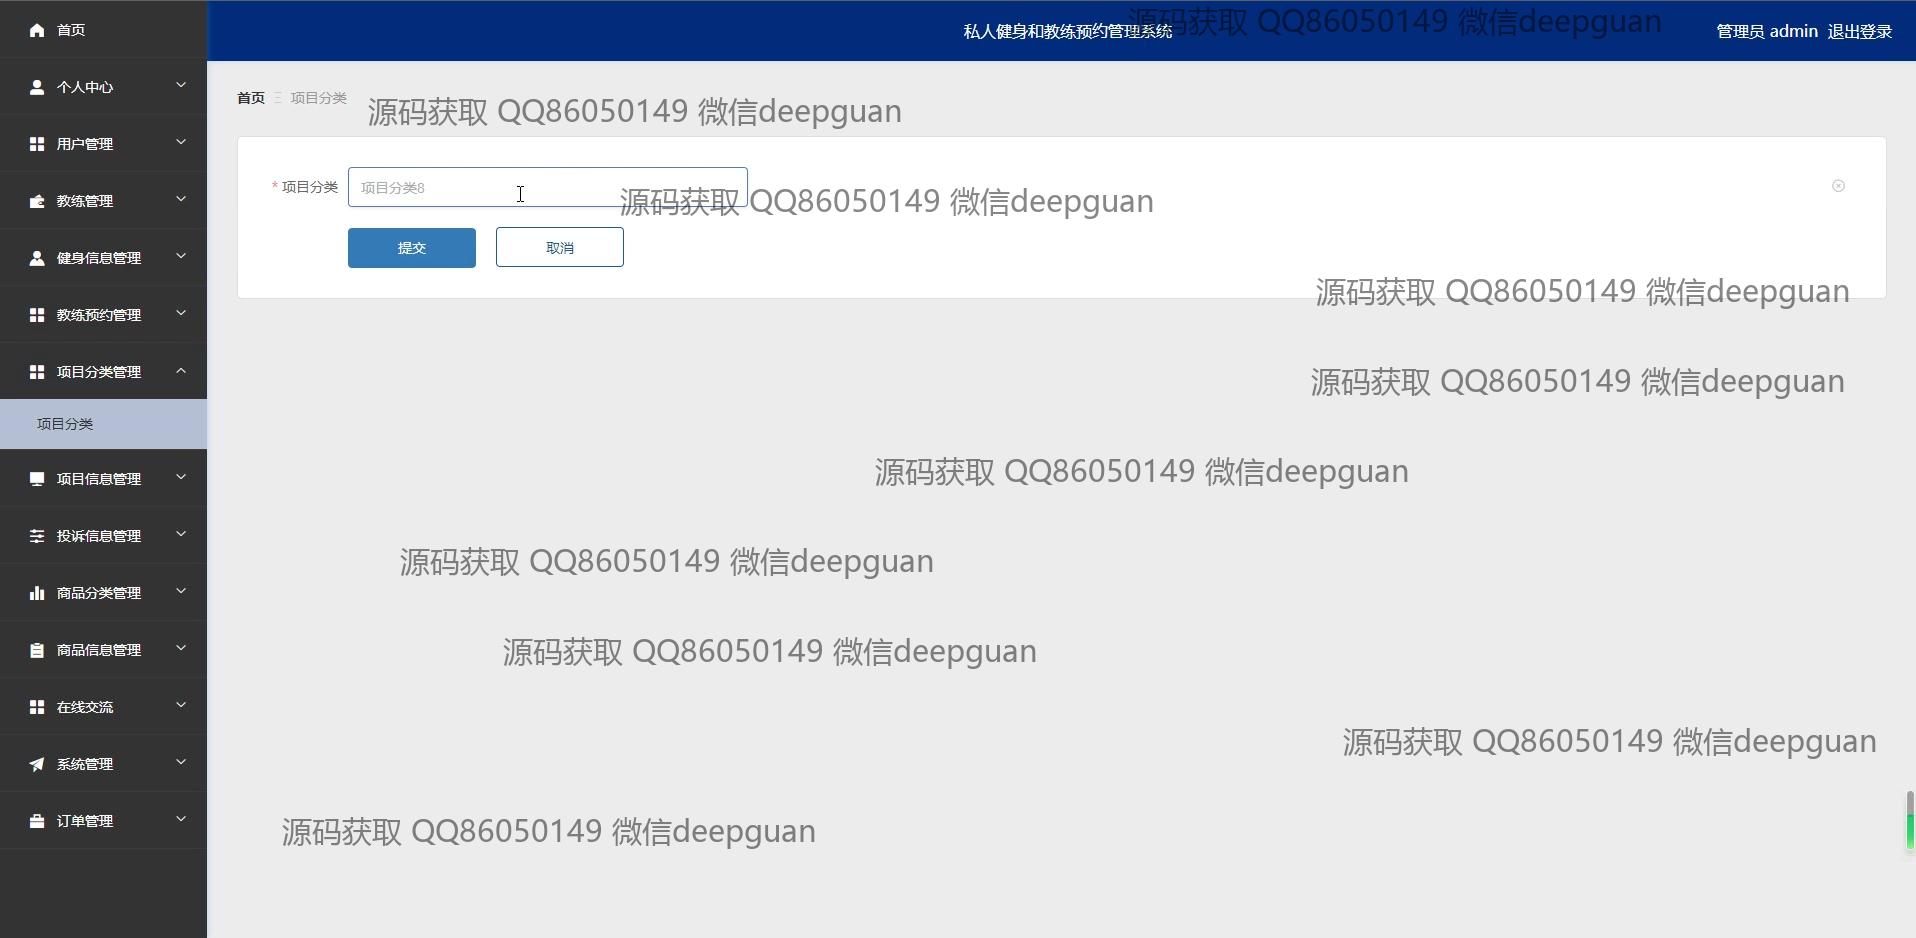 首页
个人中心
用户管理
教练管理
健身信息管理
教练预约管理
项目分类管理
项目分类
项目信息管理
投诉信息管理
商品分类管理
商品信息管理
在线交流
系统管理
订单管理
私人健身和教练预约管理系统
源码获取 QQ86050149 微信deepguan
管理员 admin 退出登录
首页 项目分类
源码获取 QQ86050149 微信deepguan
* 项目分类 项目分类8
源码获取 QQ86050149 微信deepguan
提交 取消
源码获取 QQ86050149 微信deepguan
源码获取 QQ86050149 微信deepguan
源码获取 QQ86050149 微信deepguan
源码获取 QQ86050149 微信deepguan
源码获取 QQ86050149 微信deepguan
源码获取 QQ86050149 微信deepguan
源码获取 QQ86050149 微信deepguan